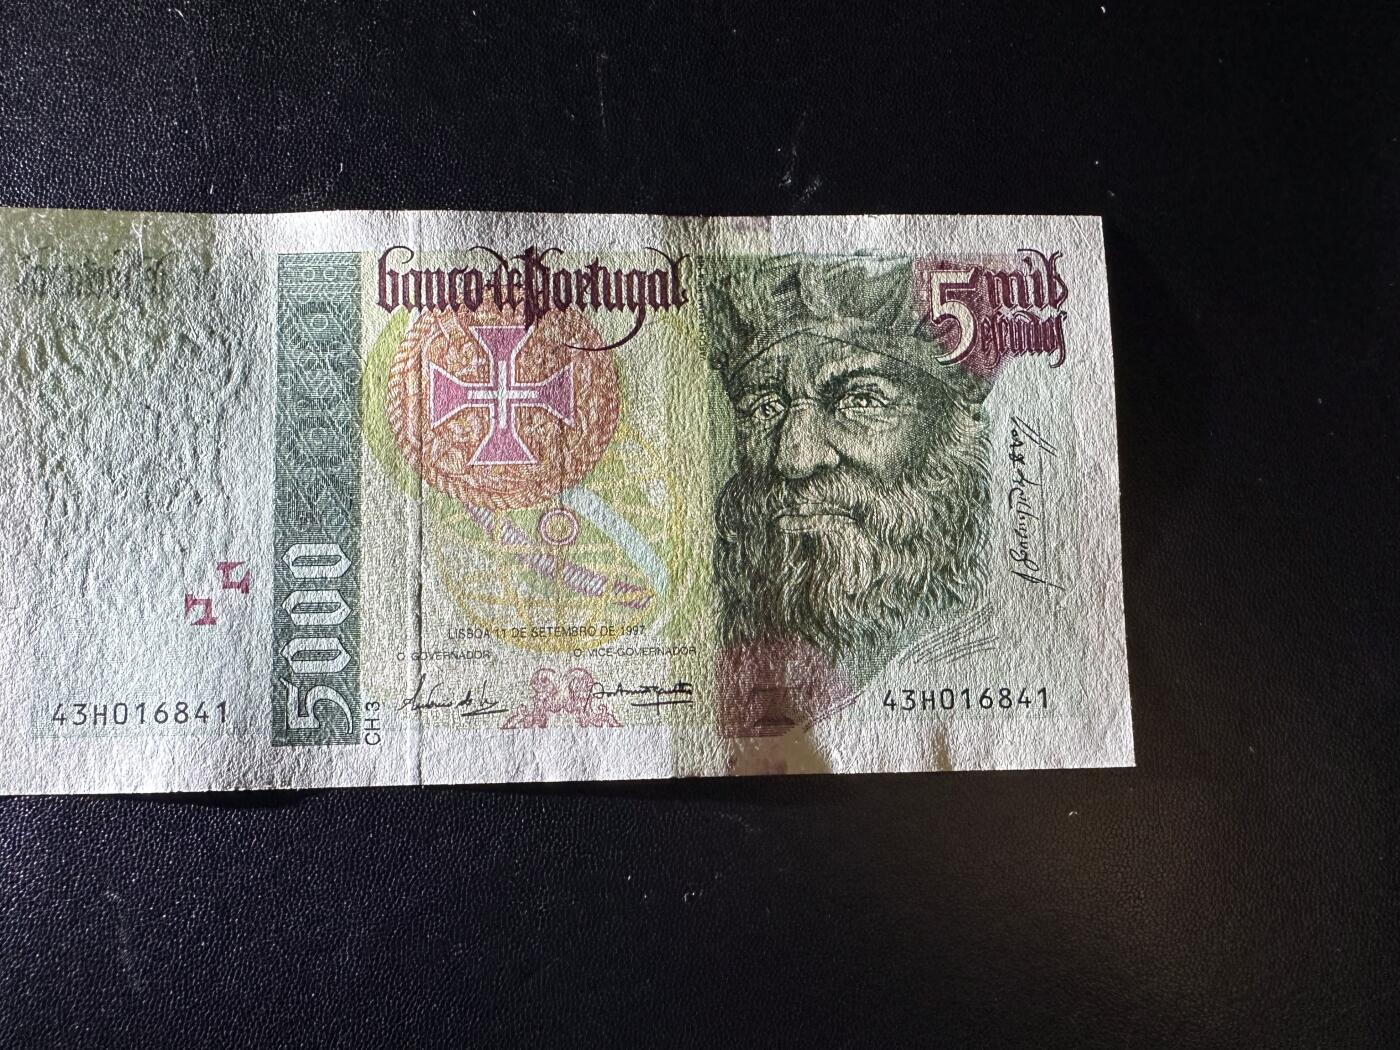 banco de Portugal
5 mil
escudos
5000
LISBOA 11 DE SETEMBRO DE 1997
O GOVERNADOR
O VICE-GOVERNADOR
CH3
43H016841
43H016841